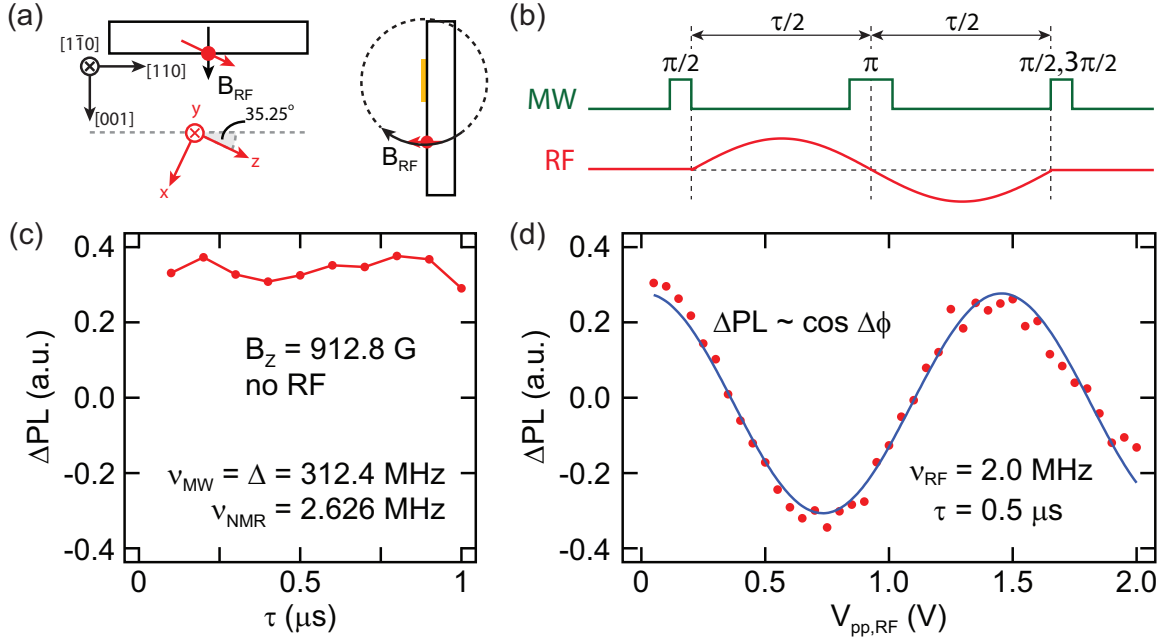 (a)
[11̄0]
[110]
[001]
B_RF
y
35.25°
z
x
B_RF
(b)
τ/2
τ/2
π/2
π
π/2,3π/2
MW
RF
(c)
0.4
0.2
0.0
-0.2
-0.4
ΔPL (a.u.)
B_Z = 912.8 G
no RF
ν_MW = Δ = 312.4 MHz
ν_NMR = 2.626 MHz
0
0.5
1
τ (μs)
(d)
0.4
0.2
0.0
-0.2
-0.4
ΔPL (a.u.)
ΔPL ~ cos Δϕ
ν_RF = 2.0 MHz
τ = 0.5 μs
0
0.5
1.0
1.5
2.0
V_pp,RF (V)